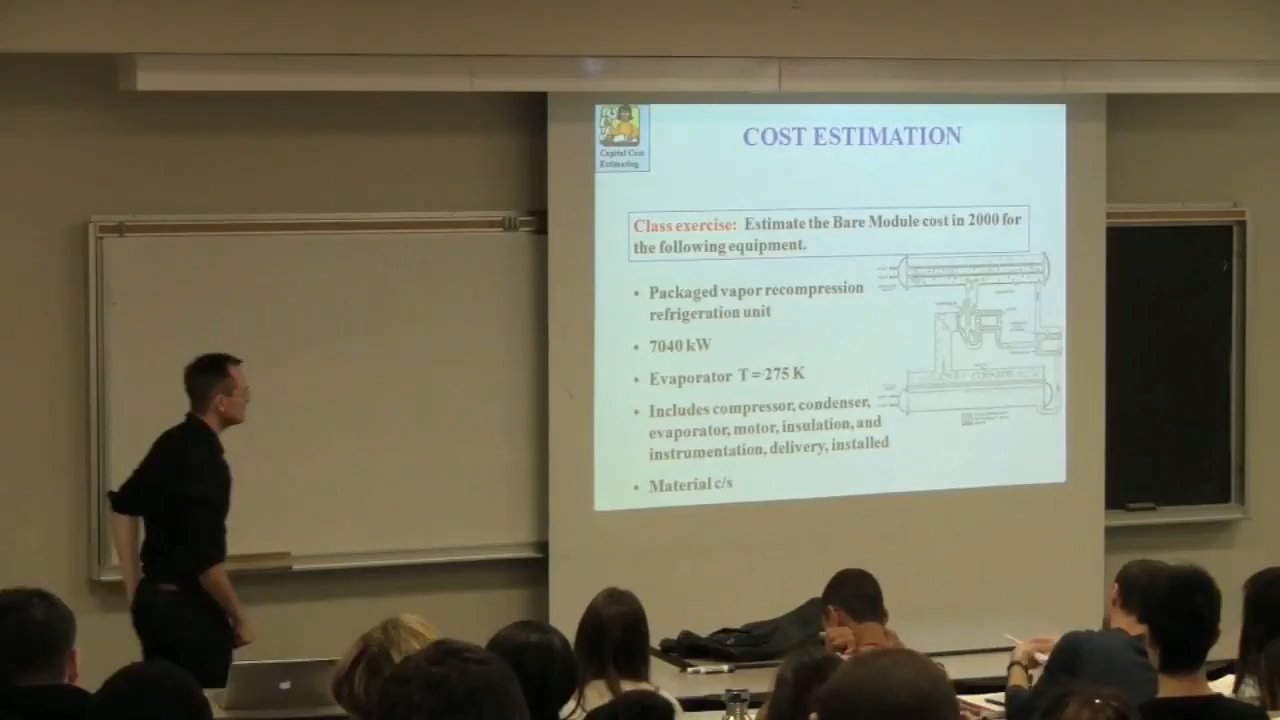 Capital Cost
Estimating
COST ESTIMATION
Class exercise: Estimate the Bare Module cost in 2000 for
the following equipment.
• Packaged vapor recompression
refrigeration unit
• 7040 kW
• Evaporator T = 275 K
• Includes compressor, condenser,
evaporator, motor, insulation, and
instrumentation, delivery, installed
• Material c/s